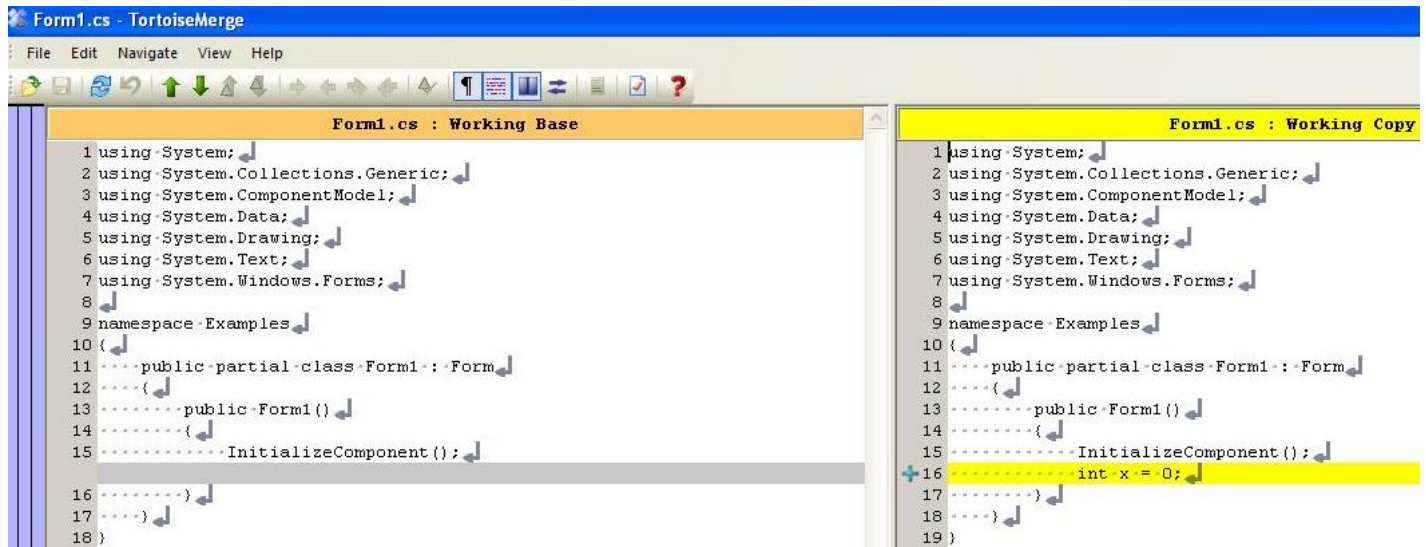 Form1.cs - TortoiseMerge
File Edit Navigate View Help
Form1.cs : Working Base
1 using System;
2 using System.Collections.Generic;
3 using System.ComponentModel;
4 using System.Data;
5 using System.Drawing;
6 using System.Text;
7 using System.Windows.Forms;
8
9 namespace Examples
10 {
11 public partial class Form1 : Form
12 {
13 public Form1()
14 {
15 InitializeComponent();
16 }
17 }
18 }
Form1.cs : Working Copy
1 using System;
2 using System.Collections.Generic;
3 using System.ComponentModel;
4 using System.Data;
5 using System.Drawing;
6 using System.Text;
7 using System.Windows.Forms;
8
9 namespace Examples
10 {
11 public partial class Form1 : Form
12 {
13 public Form1()
14 {
15 InitializeComponent();
16 int x = 0;
17 }
18 }
19 }